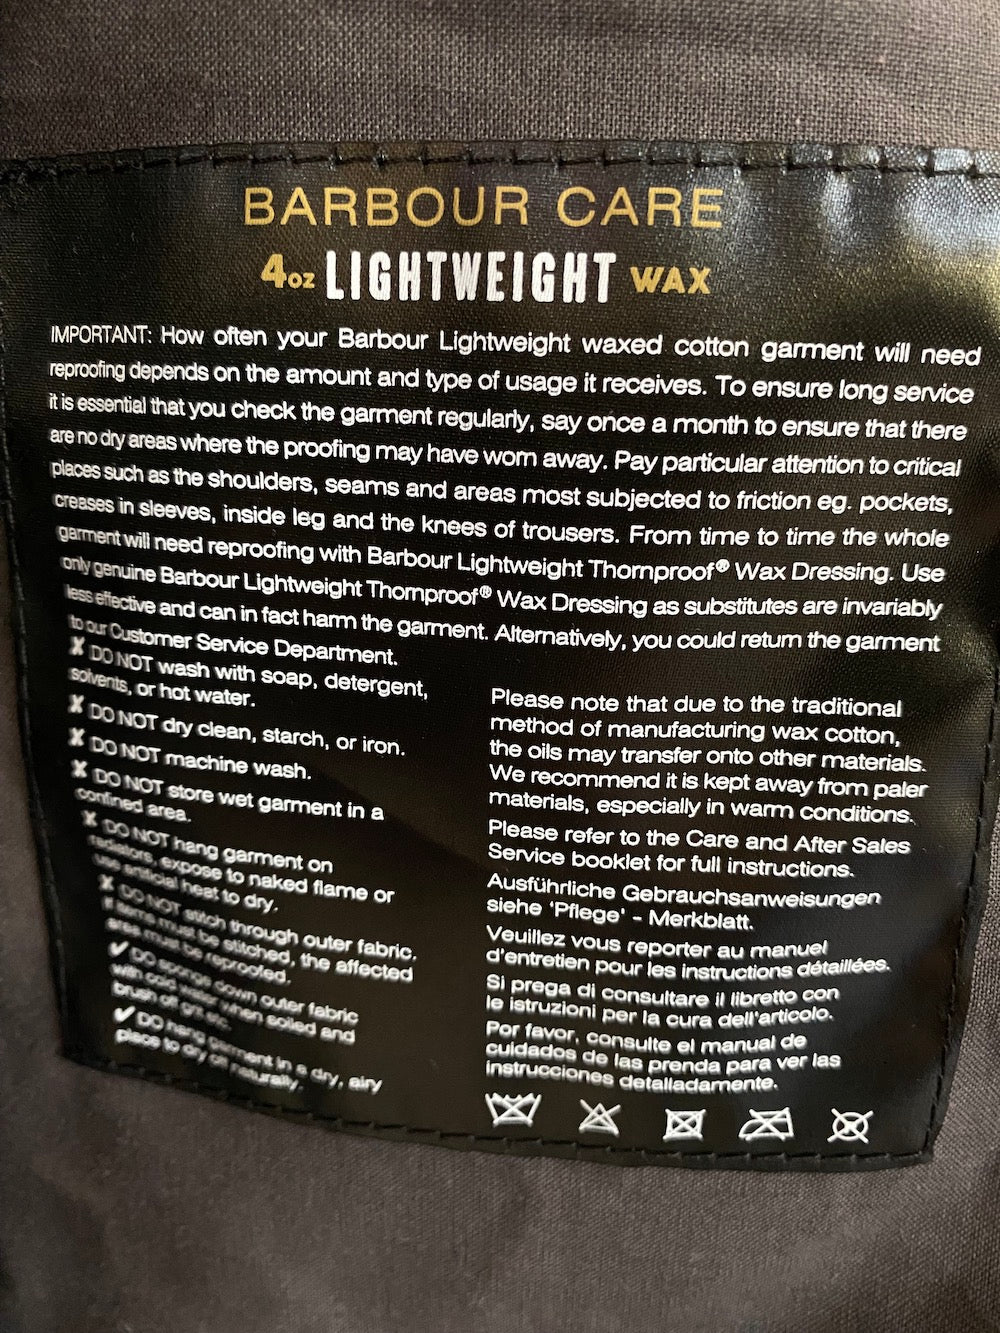 BARBOUR CARE
4oz LIGHTWEIGHT WAX
IMPORTANT: How often your Barbour Lightweight waxed cotton garment will need
reproofing depends on the amount and type of usage it receives. To ensure long service
it is essential that you check the garment regularly, say once a month to ensure that there
are no dry areas where the proofing may have worn away. Pay particular attention to critical
places such as the shoulders, seams and areas most subjected to friction eg. pockets,
creases in sleeves, inside leg and the knees of trousers. From time to time the whole
garment will need reproofing with Barbour Lightweight Thornproof® Wax Dressing. Use
only genuine Barbour Lightweight Thornproof® Wax Dressing as substitutes are invariably
less effective and can in fact harm the garment. Alternatively, you could return the garment
to our Customer Service Department.
✗ DO NOT wash with soap, detergent,
solvents, or hot water.
✗ DO NOT dry clean, starch, or iron.
✗ DO NOT machine wash.
✗ DO NOT store wet garment in a
confined area.
✗ DO NOT hang garment on
radiators, expose to naked flame or
use artificial heat to dry.
✗ DO NOT stitch through outer fabric.
If items must be stitched, the affected
area must be reproofed.
✔ DO sponge down outer fabric
with cold water when soiled and
brush off grit etc.
✔ DO hang garment in a dry, airy
place to dry off naturally.
Please note that due to the traditional
method of manufacturing wax cotton,
the oils may transfer onto other materials.
We recommend it is kept away from paler
materials, especially in warm conditions.
Please refer to the Care and After Sales
Service booklet for full instructions.
Ausführliche Gebrauchsanweisungen
siehe 'Pflege' - Merkblatt.
Veuillez vous reporter au manuel
d'entretien pour les instructions détaillées.
Si prega di consultare il libretto con
le istruzioni per la cura dell'articolo.
Por favor, consulte el manual de
cuidados de las prenda para ver las
instrucciones detalladamente.